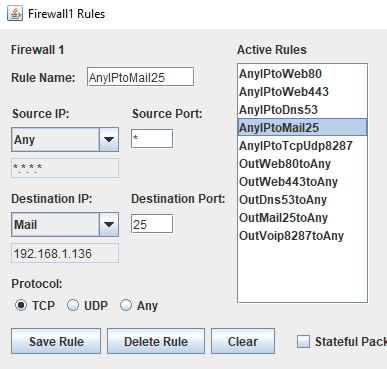 Firewall1 Rules
Firewall 1
Rule Name: AnyIPtoMail25
Source IP: Source Port:
Any *
*.*.*.*
Destination IP: Destination Port:
Mail 25
192.168.1.136
Protocol:
TCP UDP Any
Save Rule Delete Rule Clear
Active Rules
AnyIPtoWeb80
AnyIPtoWeb443
AnyIPtoDns53
AnyIPtoMail25
AnyIPtoTcpUdp8287
OutWeb80toAny
OutWeb443toAny
OutDns53toAny
OutMail25toAny
OutVoip8287toAny
Stateful Pack